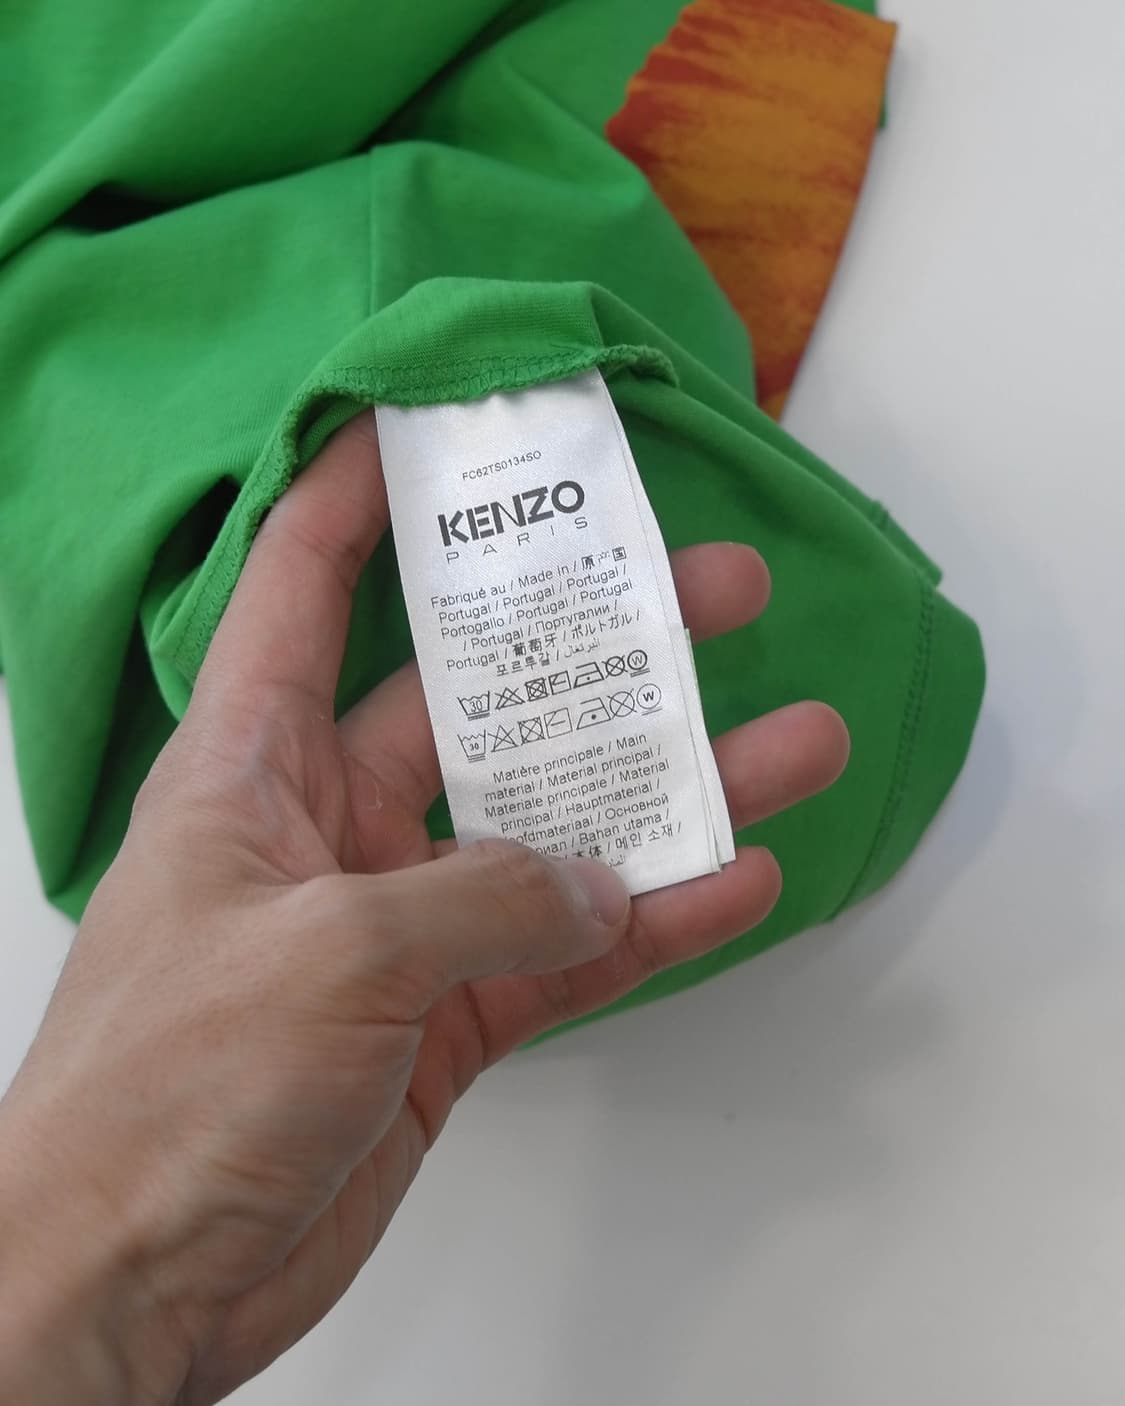 FC62TS0134SO
KENZO
PARIS
Fabriqué au / Made in / 原产国
Portugal / Portugal / Portugal /
Portogallo / Portugal / Portugal
/ Portugal / Португалии /
Portugal / 葡萄牙 / ポルトガル /
포르투갈 / البرتغال
30 W
30 W
Matière principale / Main
material / Material principal /
Materiale principale / Material
principal / Hauptmaterial /
/ Основной
/ Bahan utama /
/ 本体 / 메인 소재 /